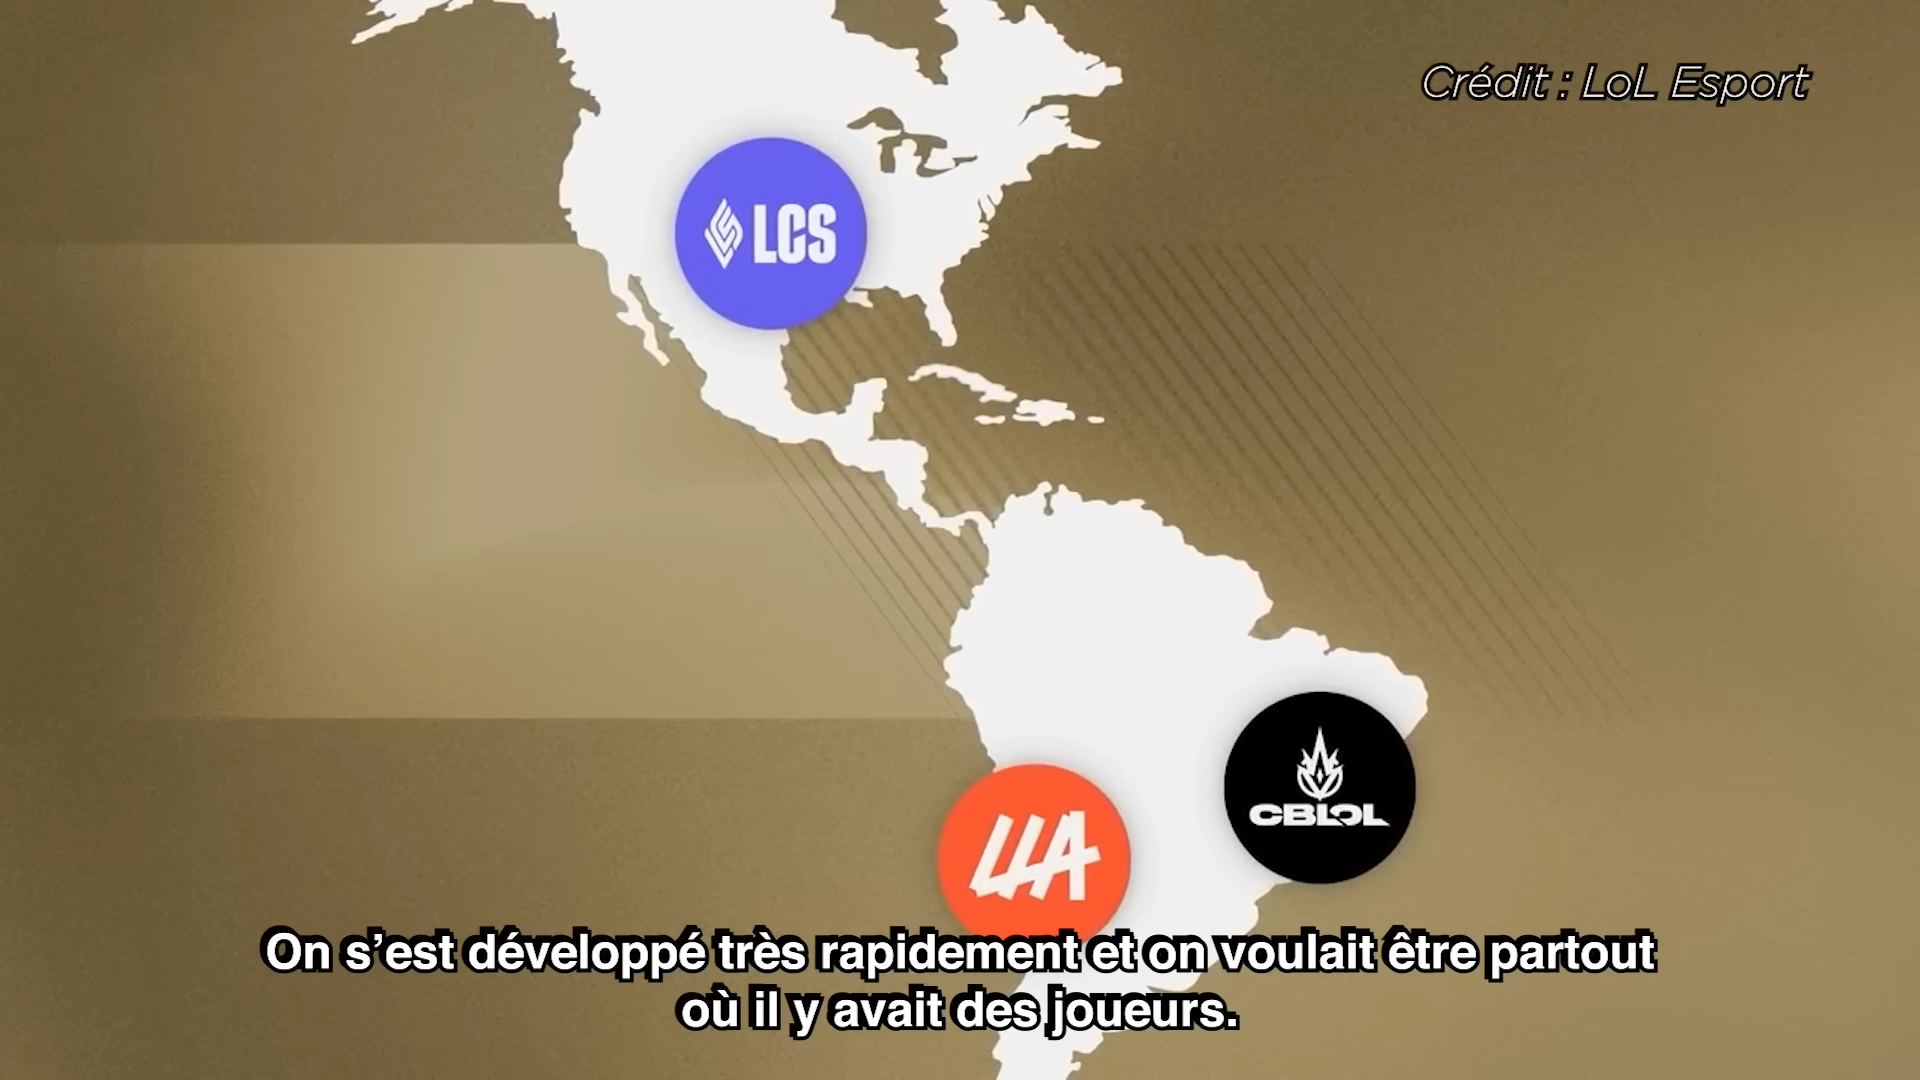 Crédit : LoL Esport
LCS
CBLOL
LLA
On s’est développé très rapidement et on voulait être partout
où il y avait des joueurs.